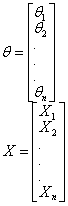 θ = [θ₁
θ₂
.
.
.
θₙ]
X = [X₁
X₂
.
.
.
Xₙ]